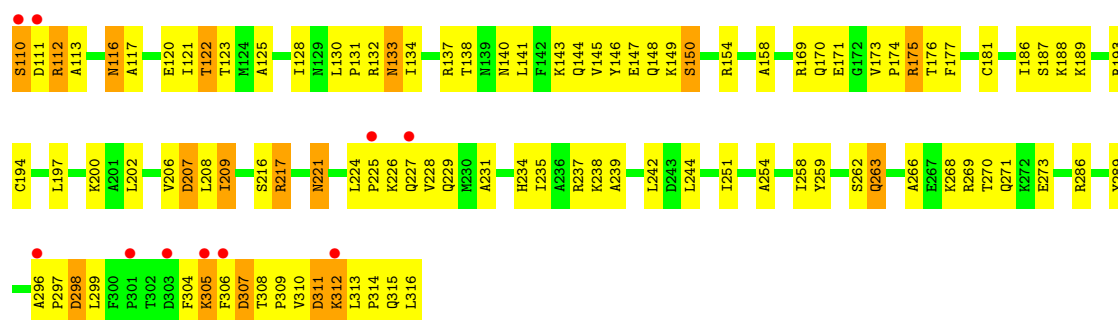 S110 D111 R112 A113 N116 A117 E120 I121 T122 T123 M124 A125 I128 N129 L130 P131 R132 N133 I134 R137 T138 N139 N140 L141 F142 K143 Q144 V145 Y146 E147 Q148 K149 S150 R154 A158 R169 Q170 E171 G172 V173 P174 R175 T176 F177 C181 I186 S187 K188 K189
C194 L197 K200 A201 L202 V206 D207 L208 I209 S216 R217 N221 L224 P225 K226 Q227 V228 Q229 M230 A231 H234 I235 A236 R237 K238 A239 L242 D243 L244 I251 A254 I258 Y259 S262 Q263 A266 E267 K268 R269 T270 Q271 K272 E273 R286
A296 P297 D298 L299 F300 P301 T302 D303 F304 K305 F306 D307 T308 P309 V310 D311 K312 L313 P314 Q315 L316